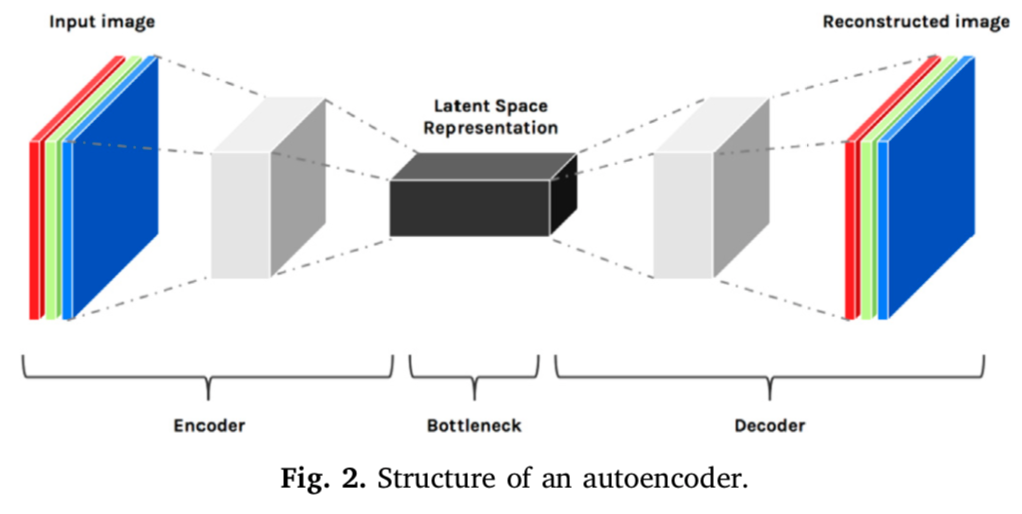 Input image
Reconstructed image
Latent Space
Representation
Encoder
Bottleneck
Decoder
Fig. 2. Structure of an autoencoder.